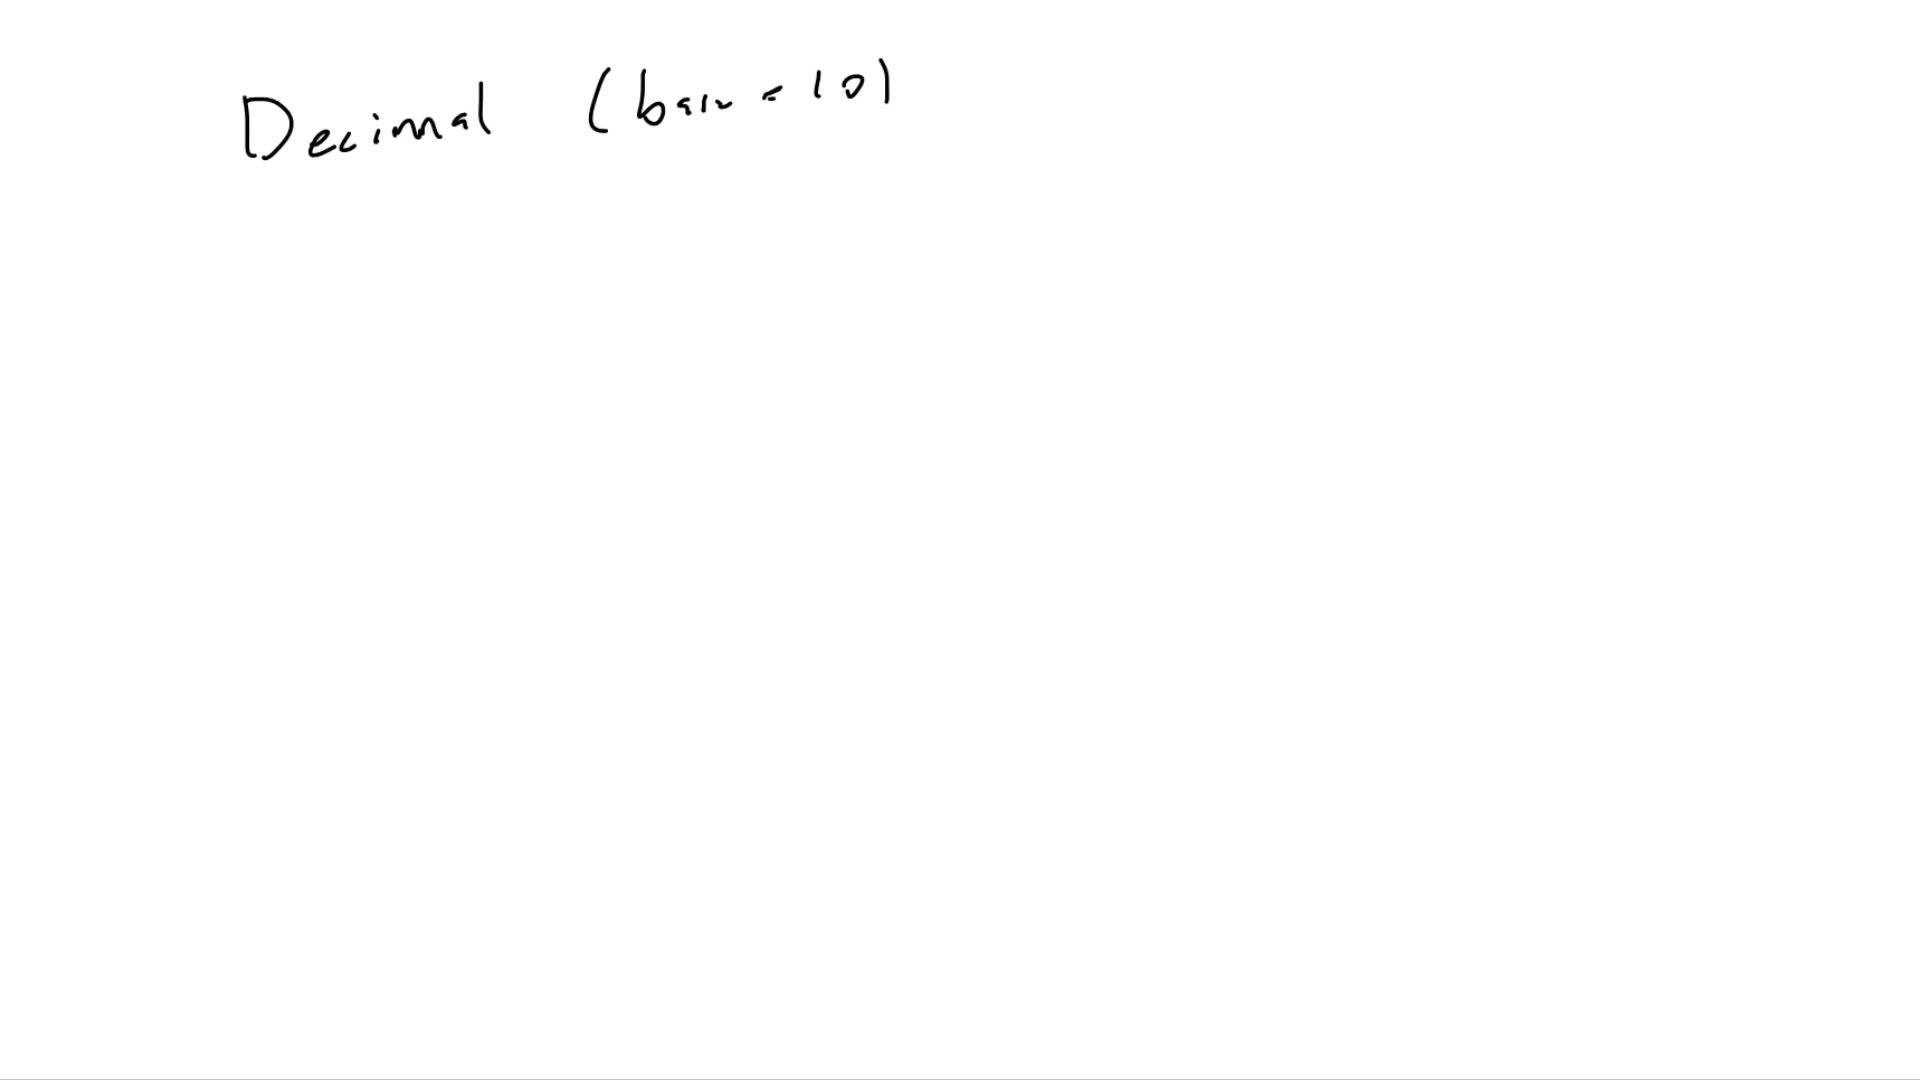 Decimal (base = 10)